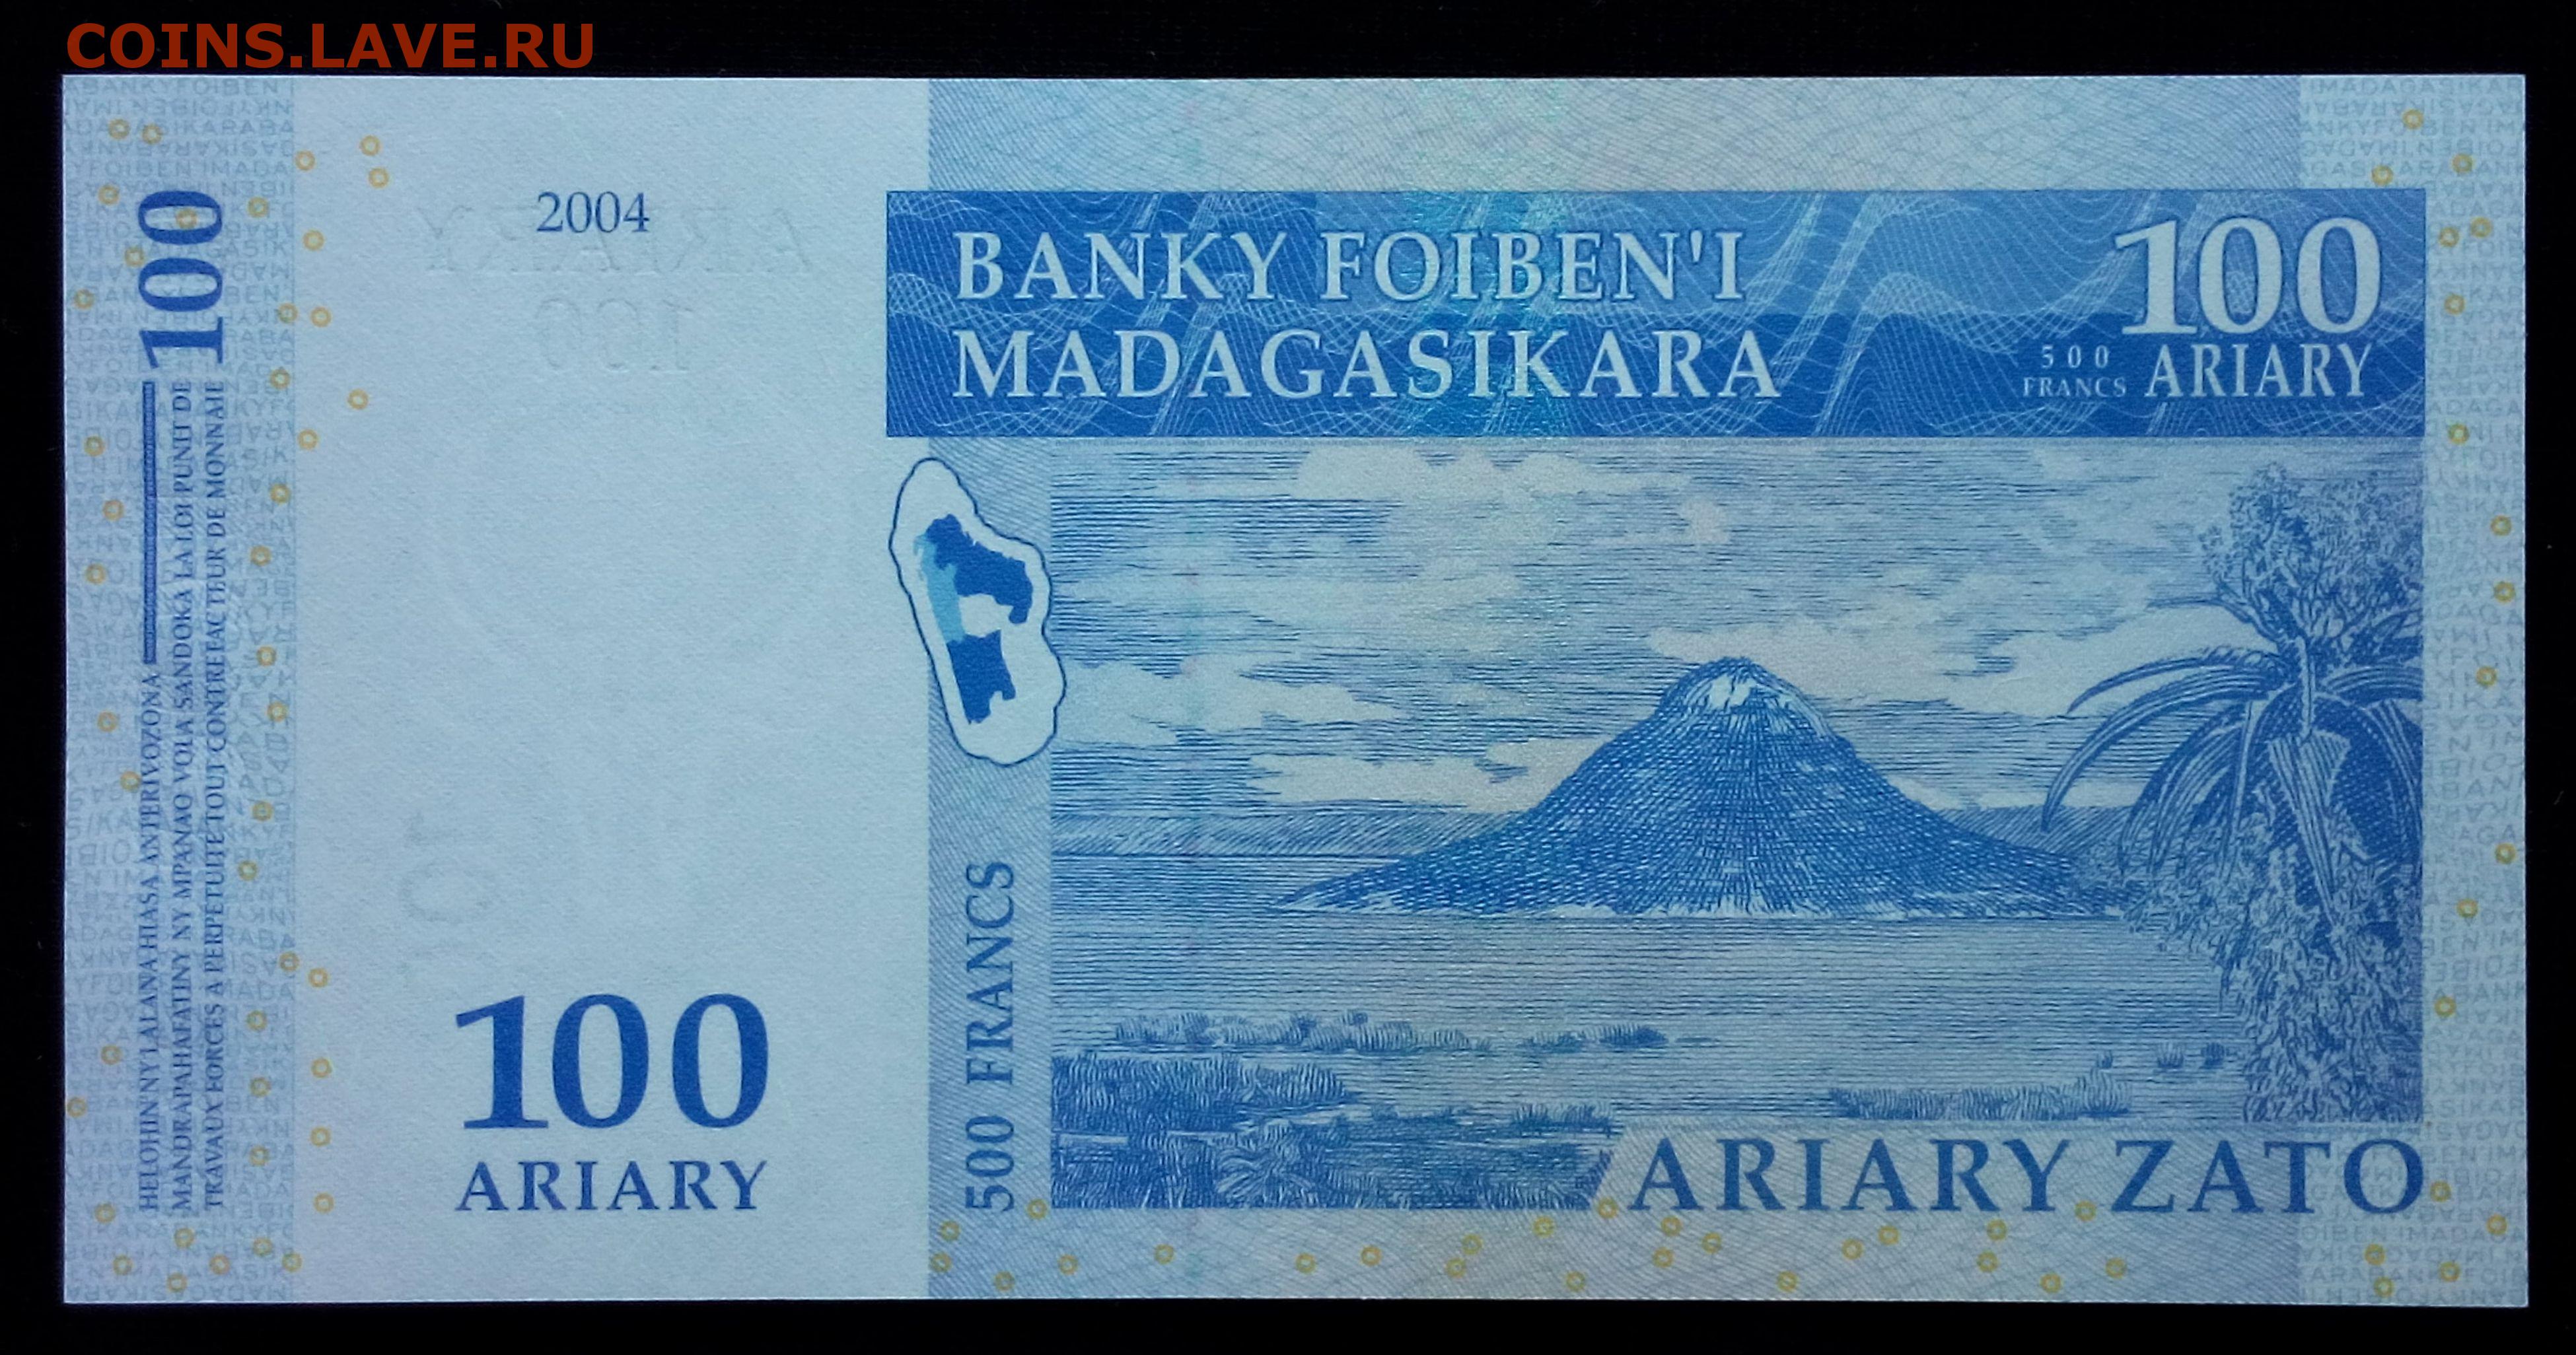 COINS.LAVE.RU
100
HELOHIN'NY LALANA HIASA ANTERIVOZONA
MANDRAPAHAFATINY NY MPANAO VOLA SANDOKA LA LOI PUNIT DE
TRAVAUX FORCES A PERPETUITE TOUT CONTREFACTEUR DE MONNAIE
2004
ARIARY
100
BANKY FOIBEN'I
MADAGASIKARA
100
500
FRANCS
ARIARY
500 FRANCS
100
ARIARY
ARIARY ZATO